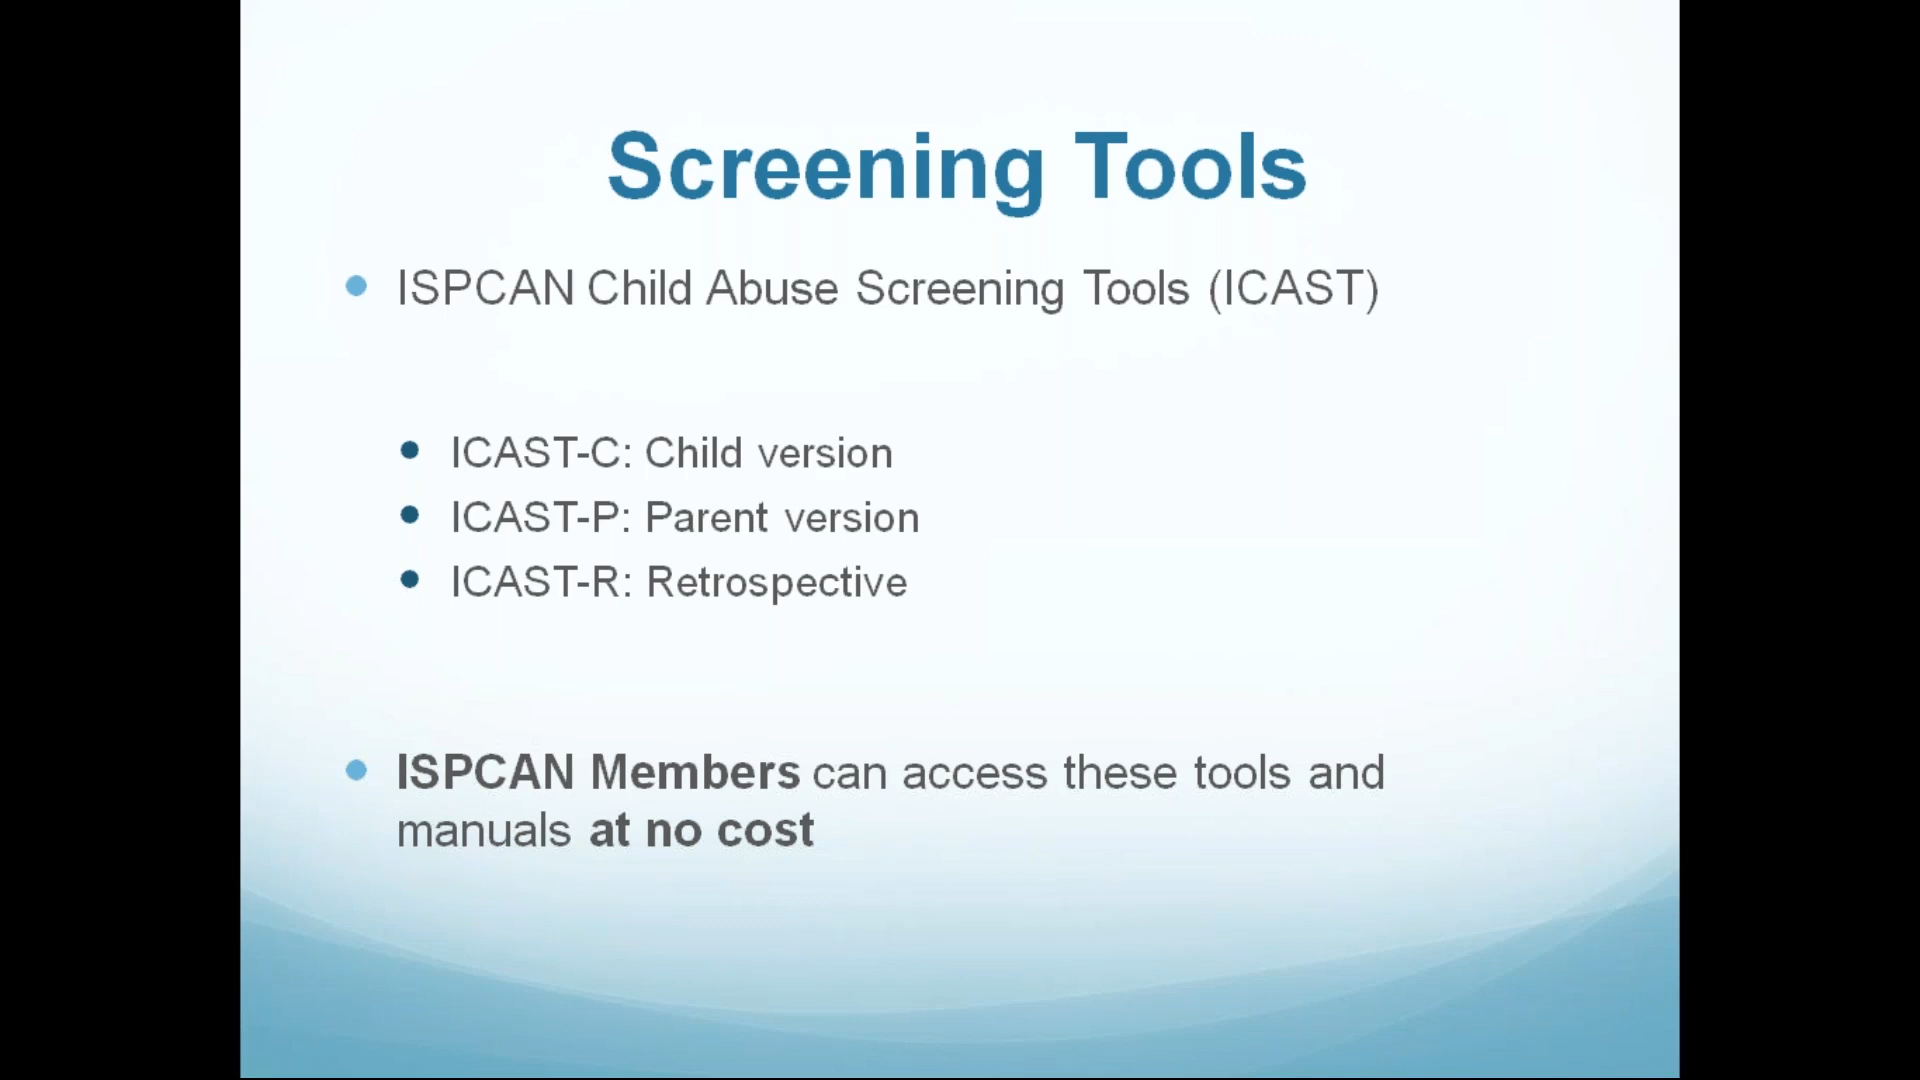 Screening Tools
ISPCAN Child Abuse Screening Tools (ICAST)
ICAST-C: Child version
ICAST-P: Parent version
ICAST-R: Retrospective
ISPCAN Members can access these tools and
manuals at no cost